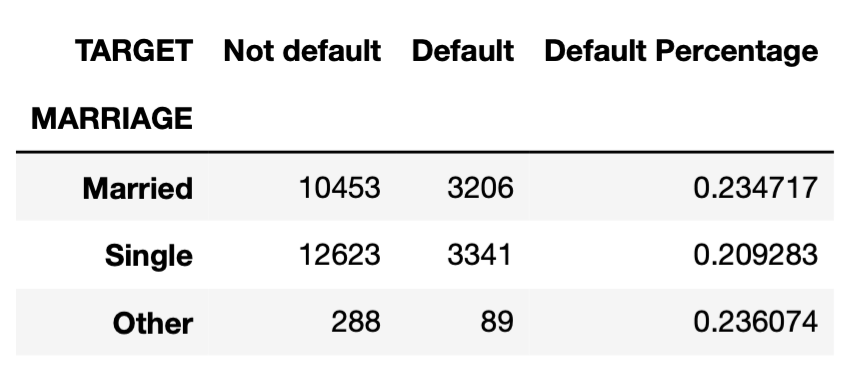 TARGET Not default Default Default Percentage
MARRIAGE
Married 10453 3206 0.234717
Single 12623 3341 0.209283
Other 288 89 0.236074